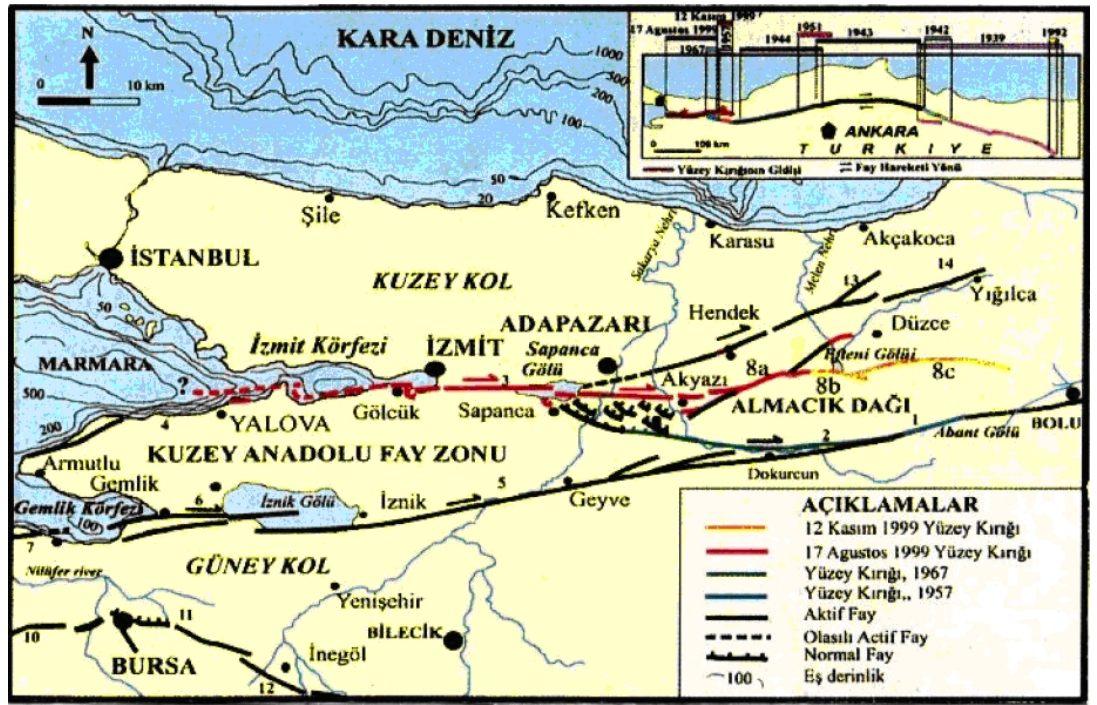 N
0 10 km
KARA DENİZ
1000
500
200
100
50
20
12 Kasım 1999
17 Agustos 1999
1967
1957
1944
1951
1943
1942
1939
1992
ANKARA
TURKIYE
0 100 km
Yüzey Kırığının Gidişi
Fay Hareketi Yönü
Şile
Kefken
Karasu
Akçakoca
Sakarya Nehri
Melen Nehri
İSTANBUL
KUZEY KOL
50
MARMARA
500
200
İzmit Körfezi
İZMİT
ADAPAZARI
Sapanca
Gölü
Hendek
13
14
Yığılca
Düzce
Efteni Gölü
?
3
Gölcük
Sapanca
Akyazı
8a
8b
8c
4
YALOVA
ALMACIK DAĞI
BOLU
1
2
Abant Gölü
Dokurcun
KUZEY ANADOLU FAY ZONU
Armutlu
Gemlik
Gemlik Körfezi
100
6
İznik Gölü
İznik
5
Geyve
7
Nilüfer river
GÜNEY KOL
Yenişehir
BİLECİK
10
11
BURSA
İnegöl
12
AÇIKLAMALAR
12 Kasım 1999 Yüzey Kırığı
17 Agustos 1999 Yüzey Kırığı
Yüzey Kırığı, 1967
Yüzey Kırığı,, 1957
Aktif Fay
Olasılı Actif Fay
Normal Fay
100 Eş derinlik